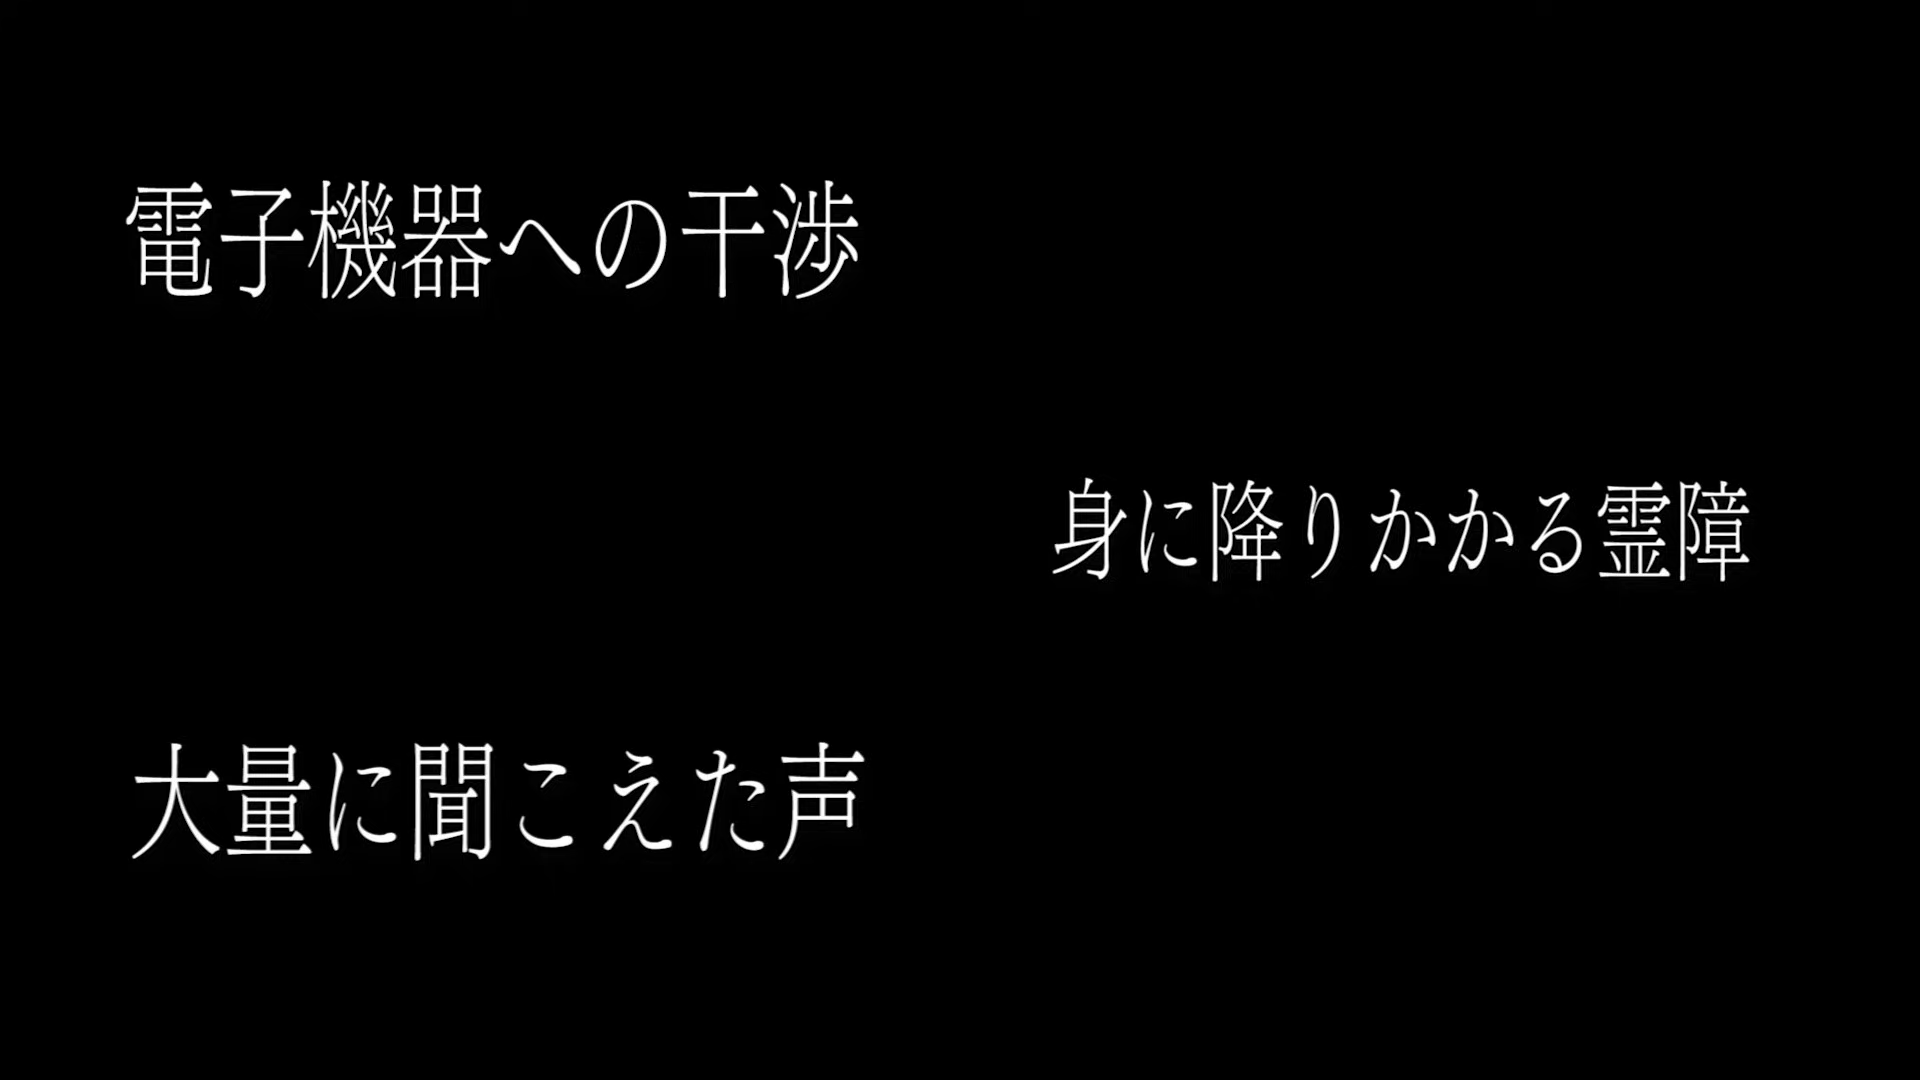 電子機器への干渉
身に降りかかる霊障
大量に聞こえた声